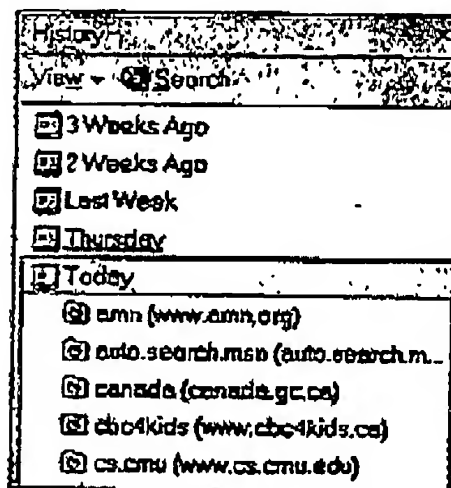 History
View Search
3 Weeks Ago
2 Weeks Ago
Last Week
Thursday
Today
amn (www.amn.org)
auto.search.msn (auto.search.m...
canada (canada.gc.ca)
cbc4kids (www.cbc4kids.ca)
cs.cmu (www.cs.cmu.edu)